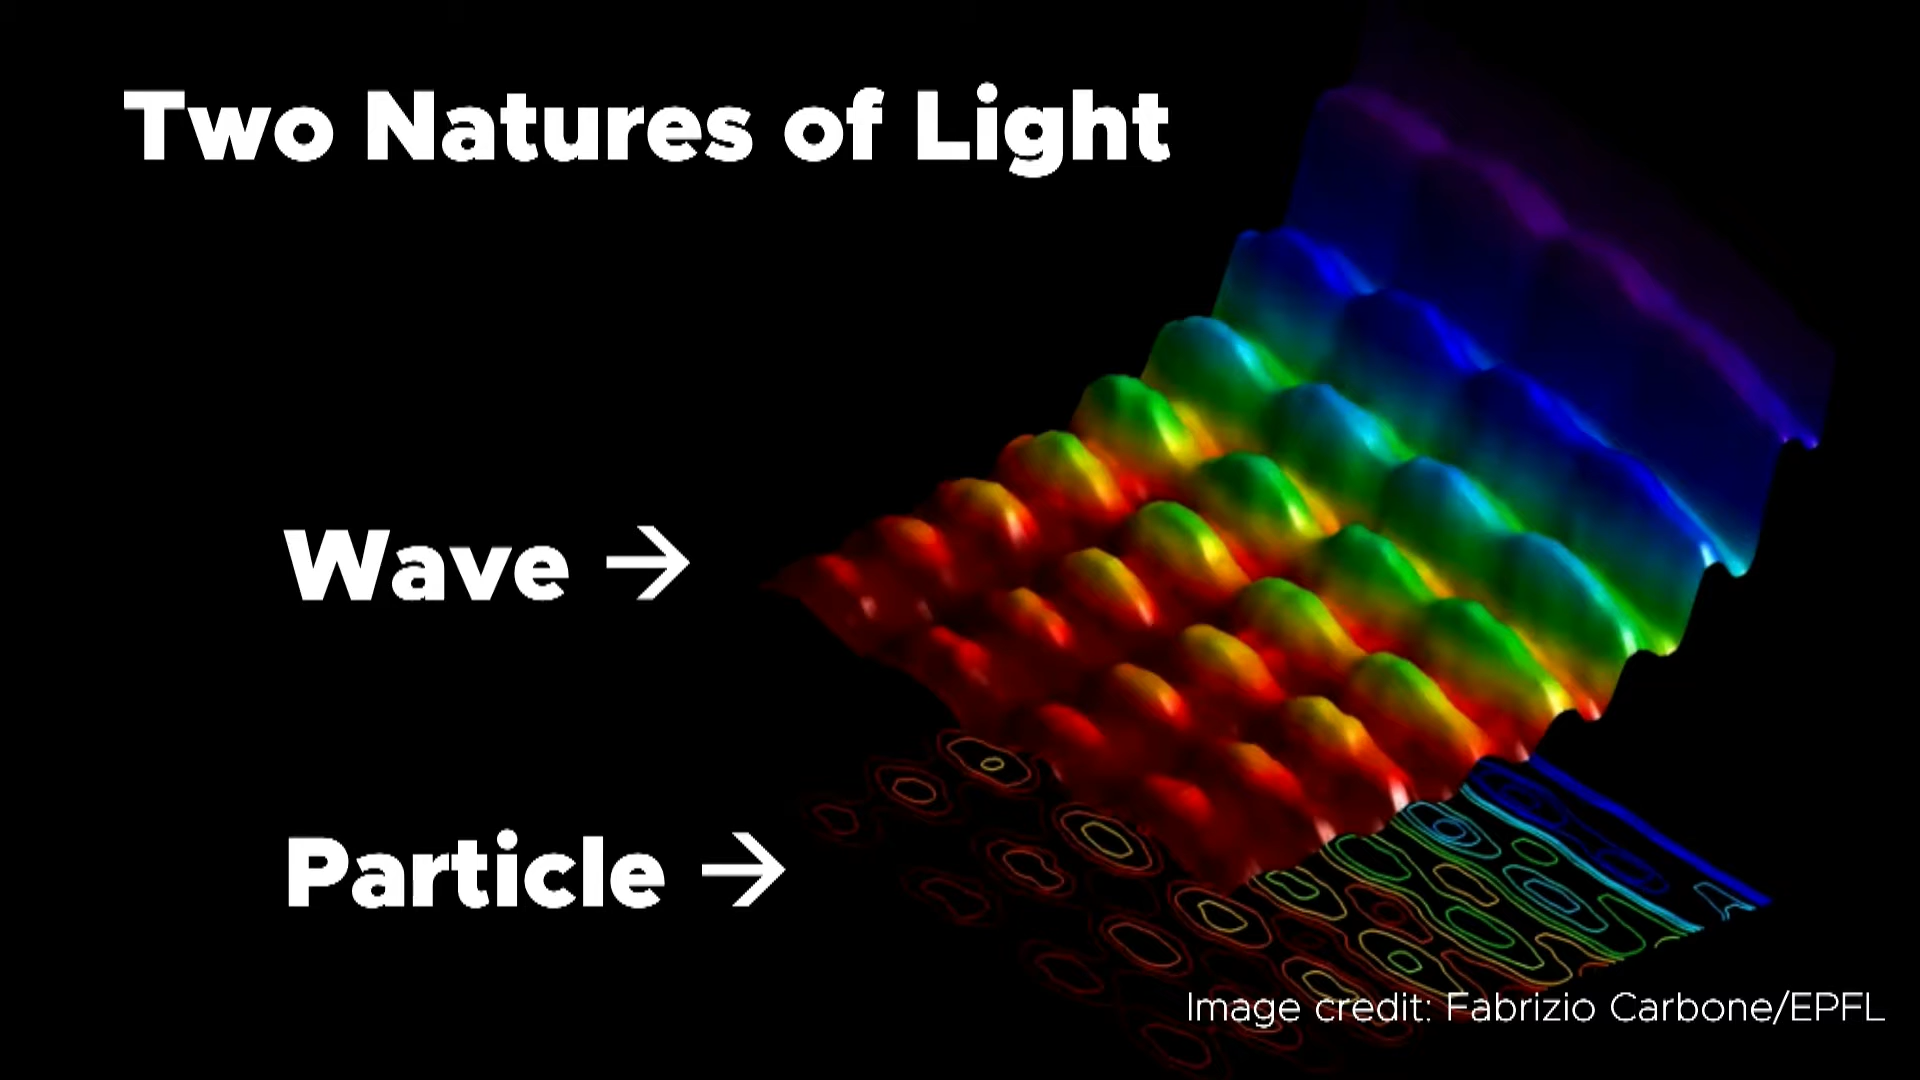 Two Natures of Light
Wave →
Particle →
Image credit: Fabrizio Carbone/EPFL